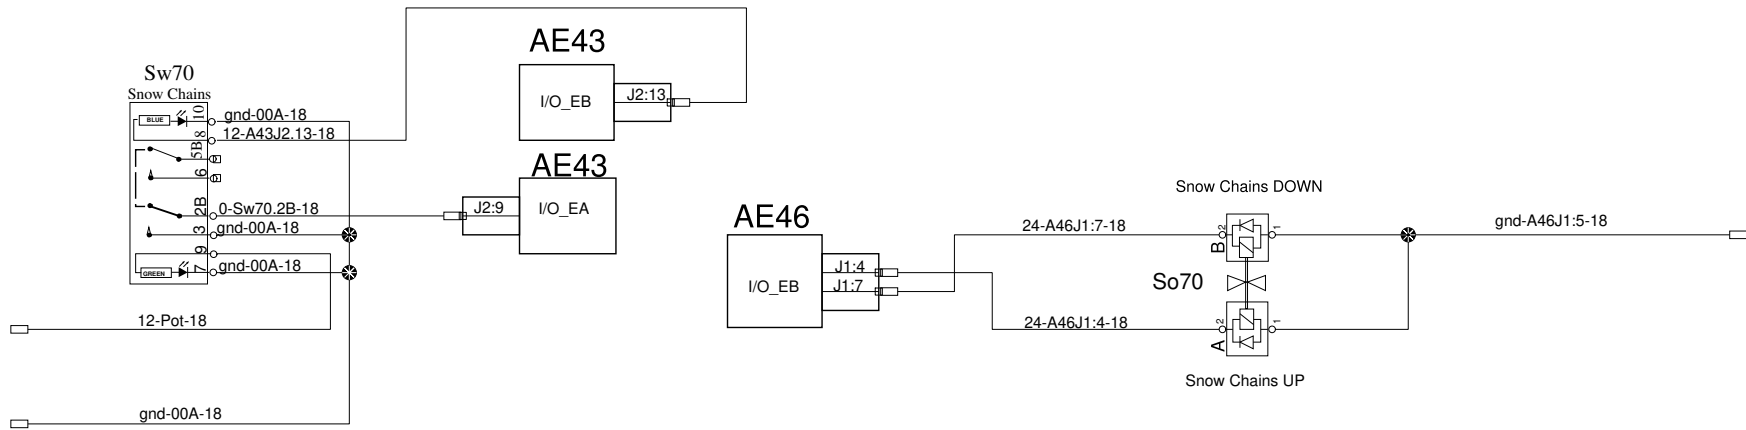 AE43
I/O_EB
J2:13
Sw70
Snow Chains
BLUE
10
gnd-00A-18
8
12-A43J2.13-18
5B
6
2B
0-Sw70.2B-18
3
gnd-00A-18
9
GREEN
7
gnd-00A-18
12-Pot-18
gnd-00A-18
AE43
J2:9
I/O_EA
AE46
I/O_EB
J1:4
J1:7
Snow Chains DOWN
24-A46J1:7-18
2
B
1
gnd-A46J1:5-18
So70
24-A46J1:4-18
2
A
1
Snow Chains UP